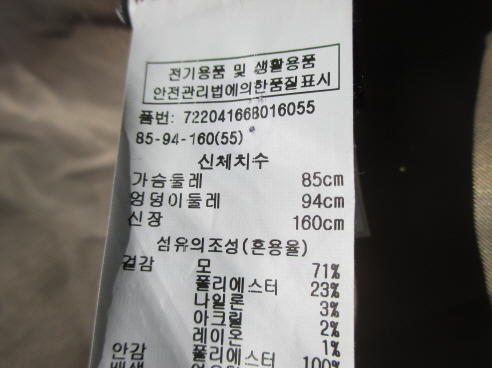 전기용품 및 생활용품
안전관리법에의한품질표시
품번: 722041668016055
85-94-160(55)
신체치수
가슴둘레 85cm
엉덩이둘레 94cm
신장 160cm
섬유의조성(혼용율)
겉감 모 71%
폴리에스터 23%
나일론 3%
아크릴 2%
레이온 1%
안감 폴리에스터 100%